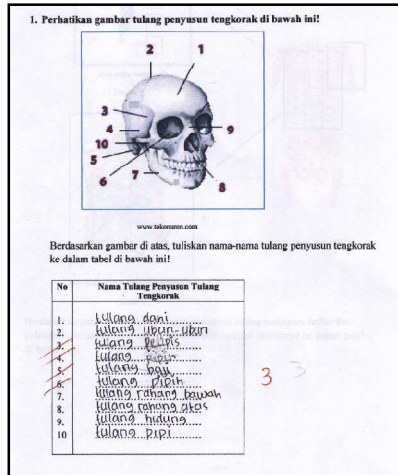 1. Perhatikan gambar tulang penyusun tengkorak di bawah ini!
2
1
3
4
10
5
6
7
8
9
www.tekonaron.com
Berdasarkan gambar di atas, tuliskan nama-nama tulang penyusun tengkorak
ke dalam tabel di bawah ini!
No Nama Tulang Penyusun Tulang
Tengkorak
1. tulang dahi
2. tulang ubun-ubun
3. tulang pelipis
4. tulang
5. tulang baji
6. tulang pipih
7. tulang rahang bawah
8. tulang rahang atas
9. tulang hidung
10 tulang pipi
3
3